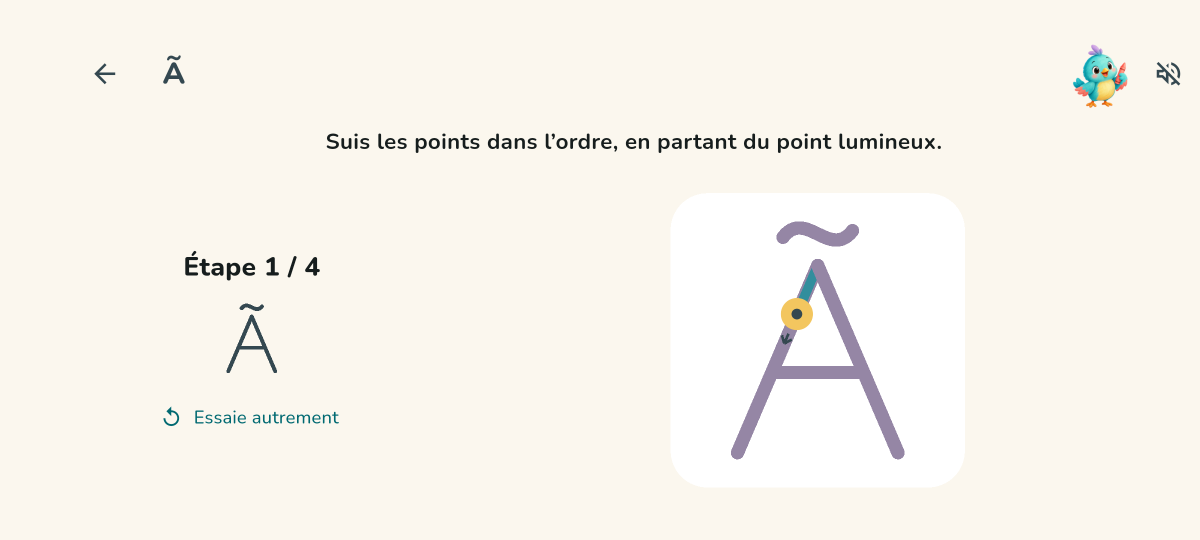 Ã
Suis les points dans l’ordre, en partant du point lumineux.
Étape 1 / 4
Ã
Essaie autrement
Ã